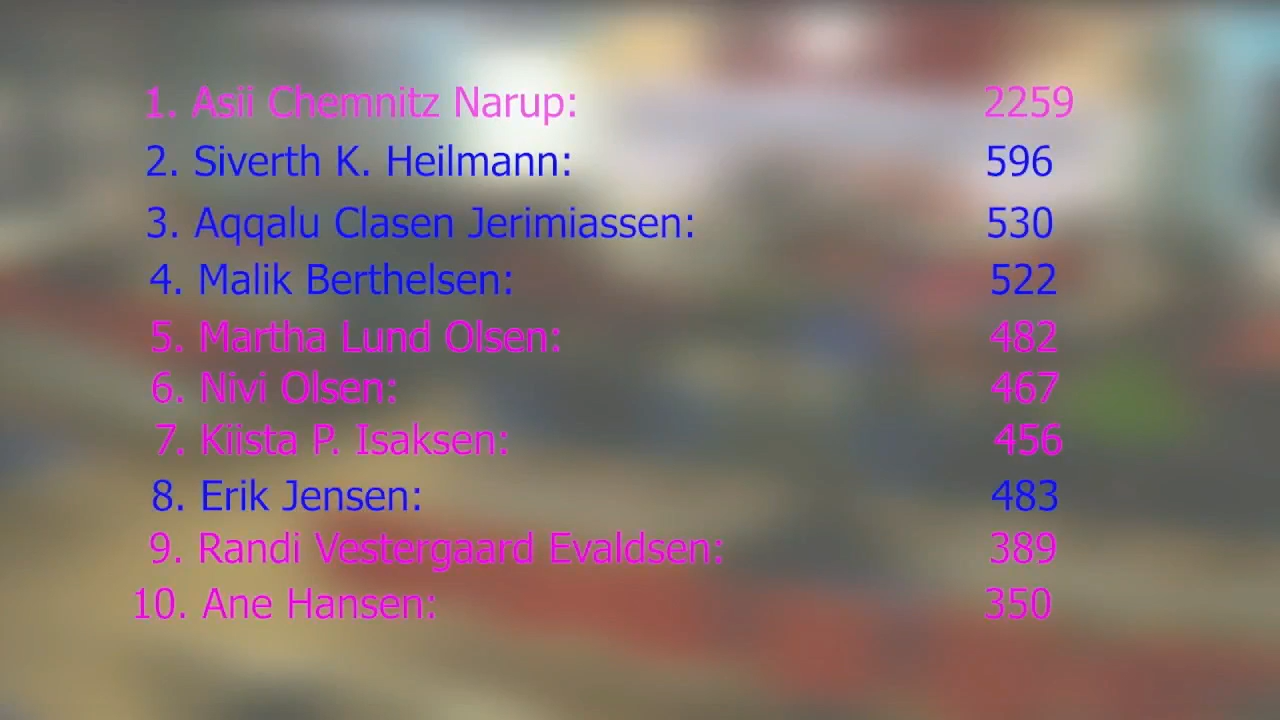 1. Asii Chemnitz Narup: 2259
2. Siverth K. Heilmann: 596
3. Aqqalu Clasen Jerimiassen: 530
4. Malik Berthelsen: 522
5. Martha Lund Olsen: 482
6. Nivi Olsen: 467
7. Kiista P. Isaksen: 456
8. Erik Jensen: 483
9. Randi Vestergaard Evaldsen: 389
10. Ane Hansen: 350